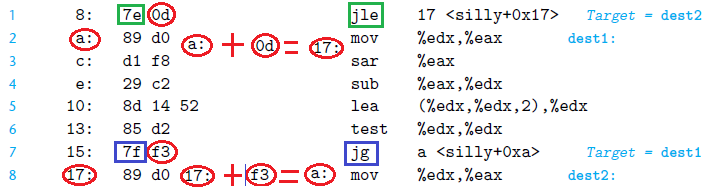 1 8: 7e 0d jle 17 <silly+0x17> Target = dest2
2 a: 89 d0 a: + 0d = 17: mov %edx,%eax dest1:
3 c: d1 f8 sar %eax
4 e: 29 c2 sub %eax,%edx
5 10: 8d 14 52 lea (%edx,%edx,2),%edx
6 13: 85 d2 test %edx,%edx
7 15: 7f f3 jg a <silly+0xa> Target = dest1
8 17: 89 d0 17: + f3 = a: mov %edx,%eax dest2: